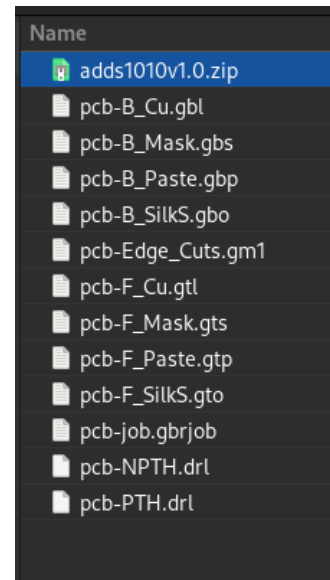 Name
adds1010v1.0.zip
pcb-B_Cu.gbl
pcb-B_Mask.gbs
pcb-B_Paste.gbp
pcb-B_SilkS.gbo
pcb-Edge_Cuts.gm1
pcb-F_Cu.gtl
pcb-F_Mask.gts
pcb-F_Paste.gtp
pcb-F_SilkS.gto
pcb-job.gbrjob
pcb-NPTH.drl
pcb-PTH.drl